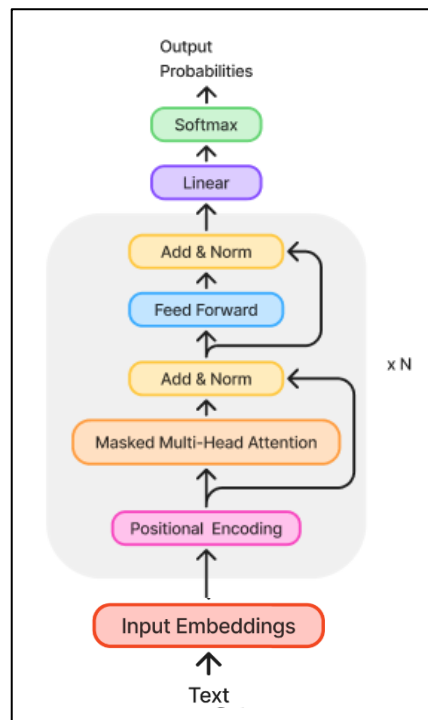 Output
Probabilities
Softmax
Linear
Add & Norm
Feed Forward
Add & Norm
x N
Masked Multi-Head Attention
Positional Encoding
Input Embeddings
Text